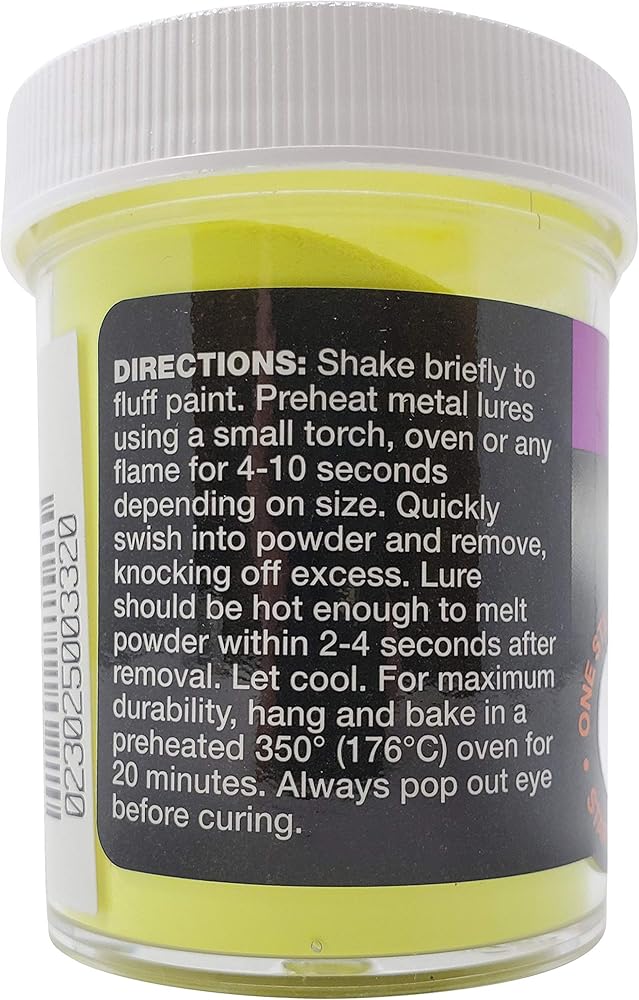 DIRECTIONS: Shake briefly to
fluff paint. Preheat metal lures
using a small torch, oven or any
flame for 4-10 seconds
depending on size. Quickly
swish into powder and remove,
knocking off excess. Lure
should be hot enough to melt
powder within 2-4 seconds after
removal. Let cool. For maximum
durability, hang and bake in a
preheated 350° (176°C) oven for
20 minutes. Always pop out eye
before curing.
023025003320
• ONE